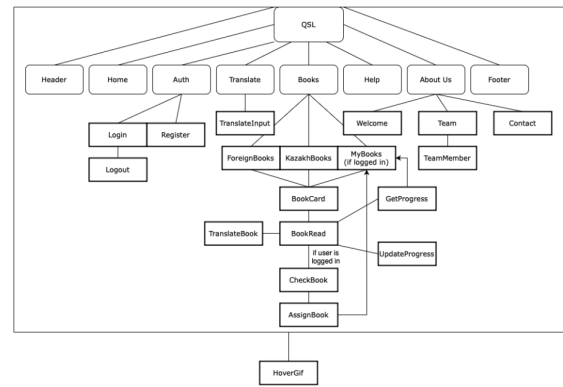 QSL
Header
Home
Auth
Translate
Books
Help
About Us
Footer
TranslateInput
Welcome
Team
Contact
Login
Register
ForeignBooks
KazakhBooks
MyBooks
(if logged in)
TeamMember
Logout
BookCard
GetProgress
TranslateBook
BookRead
if user is
logged in
UpdateProgress
CheckBook
AssignBook
HoverGif